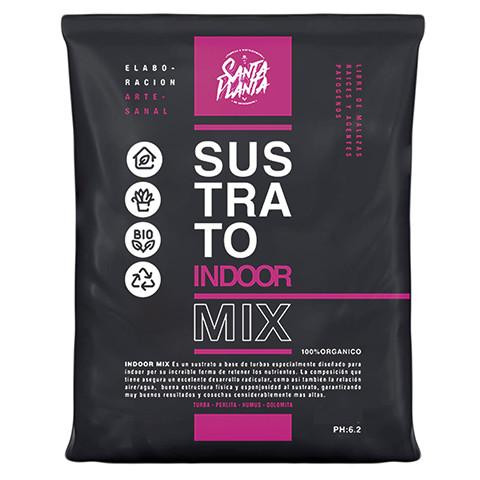 ELABO-
RACION
ARTE-
SANAL
SANTA
PLANTA
LIBRE DE MALEZAS
RAICES Y AGENTES
PATOGENOS
SUS
TRA
TO
BIO
INDOOR
MIX
100%ORGANICO
INDOOR MIX Es un sustrato a base de turbas especialmente diseñado para
indoor por su increible forma de retener los nutrientes. La composición que
tiene asegura un excelente desarrollo radicular, como así también la relación
aire/agua, buena estructura física y esponjosidad al sustrato, garantizando
muy buenos resultados y cosechas considerablemente mas altas.
TURBA - PERLITA - HUMUS - DOLOMITA
PH:6.2